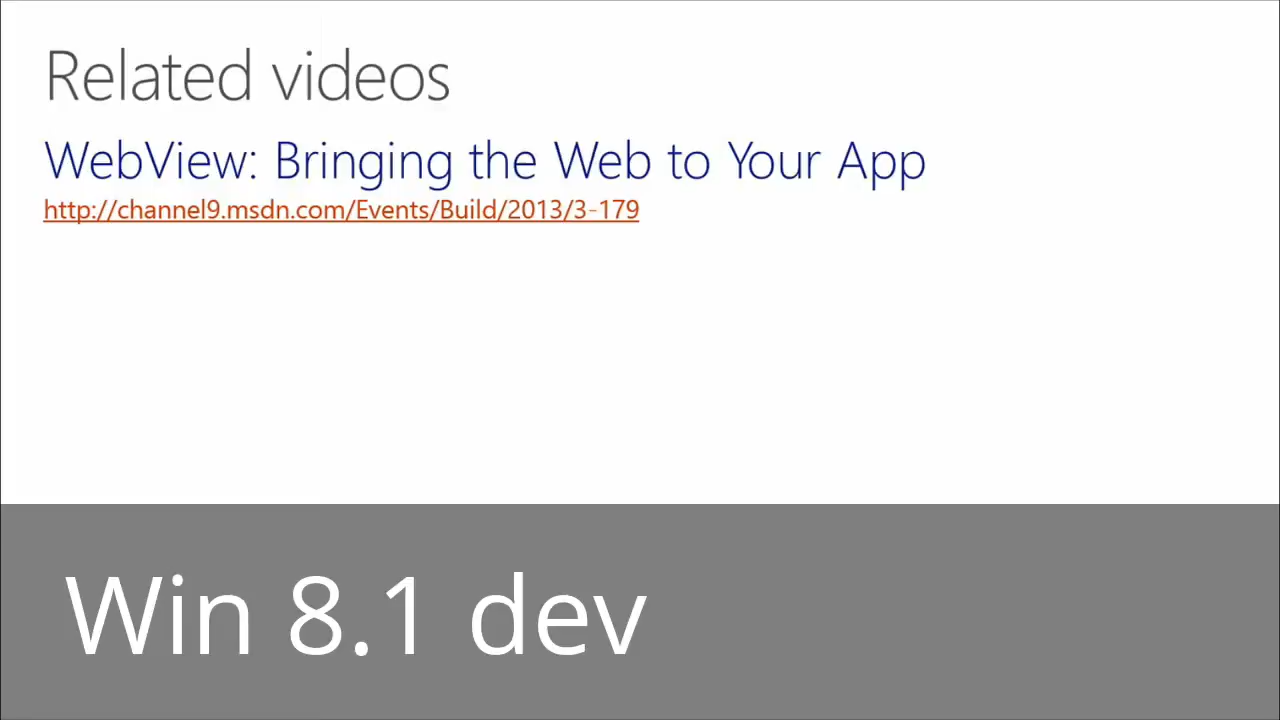 Related videos
WebView: Bringing the Web to Your App
http://channel9.msdn.com/Events/Build/2013/3-179
Win 8.1 dev